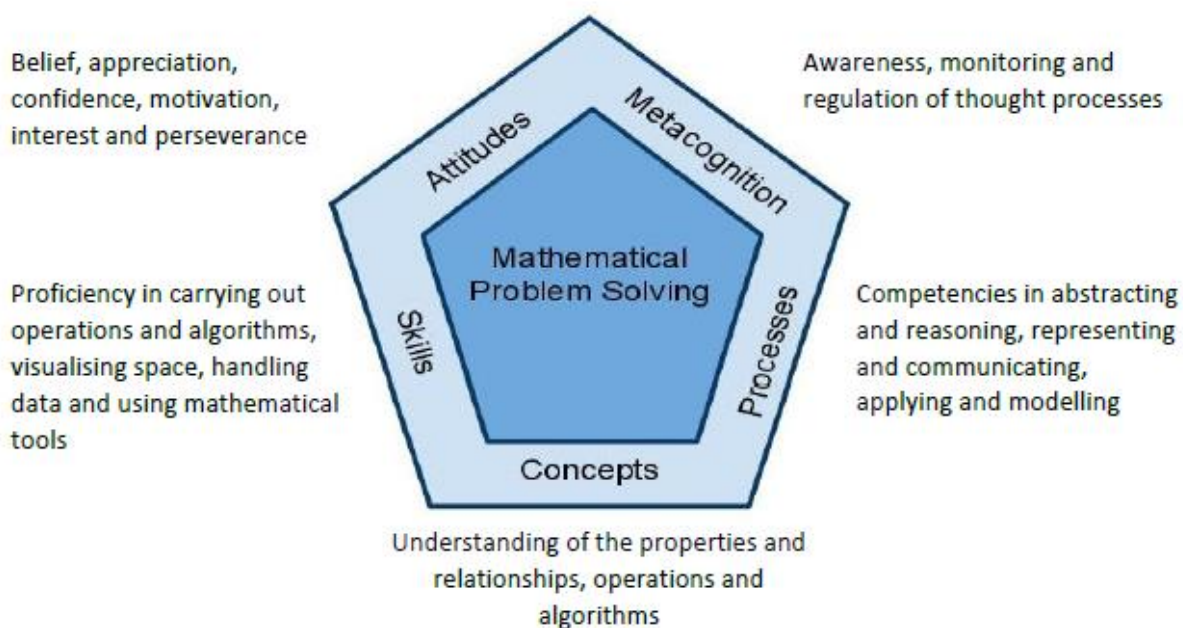 Belief, appreciation,
confidence, motivation,
interest and perseverance
Attitudes
Metacognition
Awareness, monitoring and
regulation of thought processes
Mathematical
Problem Solving
Proficiency in carrying out
operations and algorithms,
visualising space, handling
data and using mathematical
tools
Skills
Processes
Competencies in abstracting
and reasoning, representing
and communicating,
applying and modelling
Concepts
Understanding of the properties and
relationships, operations and
algorithms